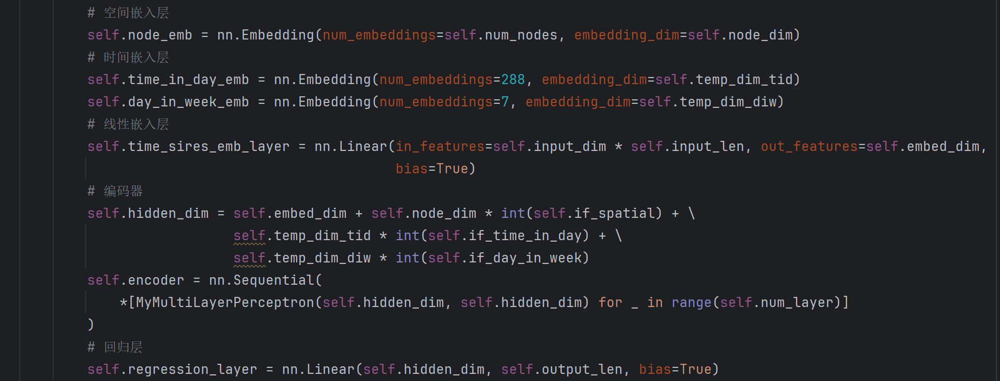 # 空间嵌入层
self.node_emb = nn.Embedding(num_embeddings=self.num_nodes, embedding_dim=self.node_dim)
# 时间嵌入层
self.time_in_day_emb = nn.Embedding(num_embeddings=288, embedding_dim=self.temp_dim_tid)
self.day_in_week_emb = nn.Embedding(num_embeddings=7, embedding_dim=self.temp_dim_diw)
# 线性嵌入层
self.time_sires_emb_layer = nn.Linear(in_features=self.input_dim * self.input_len, out_features=self.embed_dim,
                                      bias=True)
# 编码器
self.hidden_dim = self.embed_dim + self.node_dim * int(self.if_spatial) + \
                  self.temp_dim_tid * int(self.if_time_in_day) + \
                  self.temp_dim_diw * int(self.if_day_in_week)
self.encoder = nn.Sequential(
    *[MyMultiLayerPerceptron(self.hidden_dim, self.hidden_dim) for _ in range(self.num_layer)]
)
# 回归层
self.regression_layer = nn.Linear(self.hidden_dim, self.output_len, bias=True)